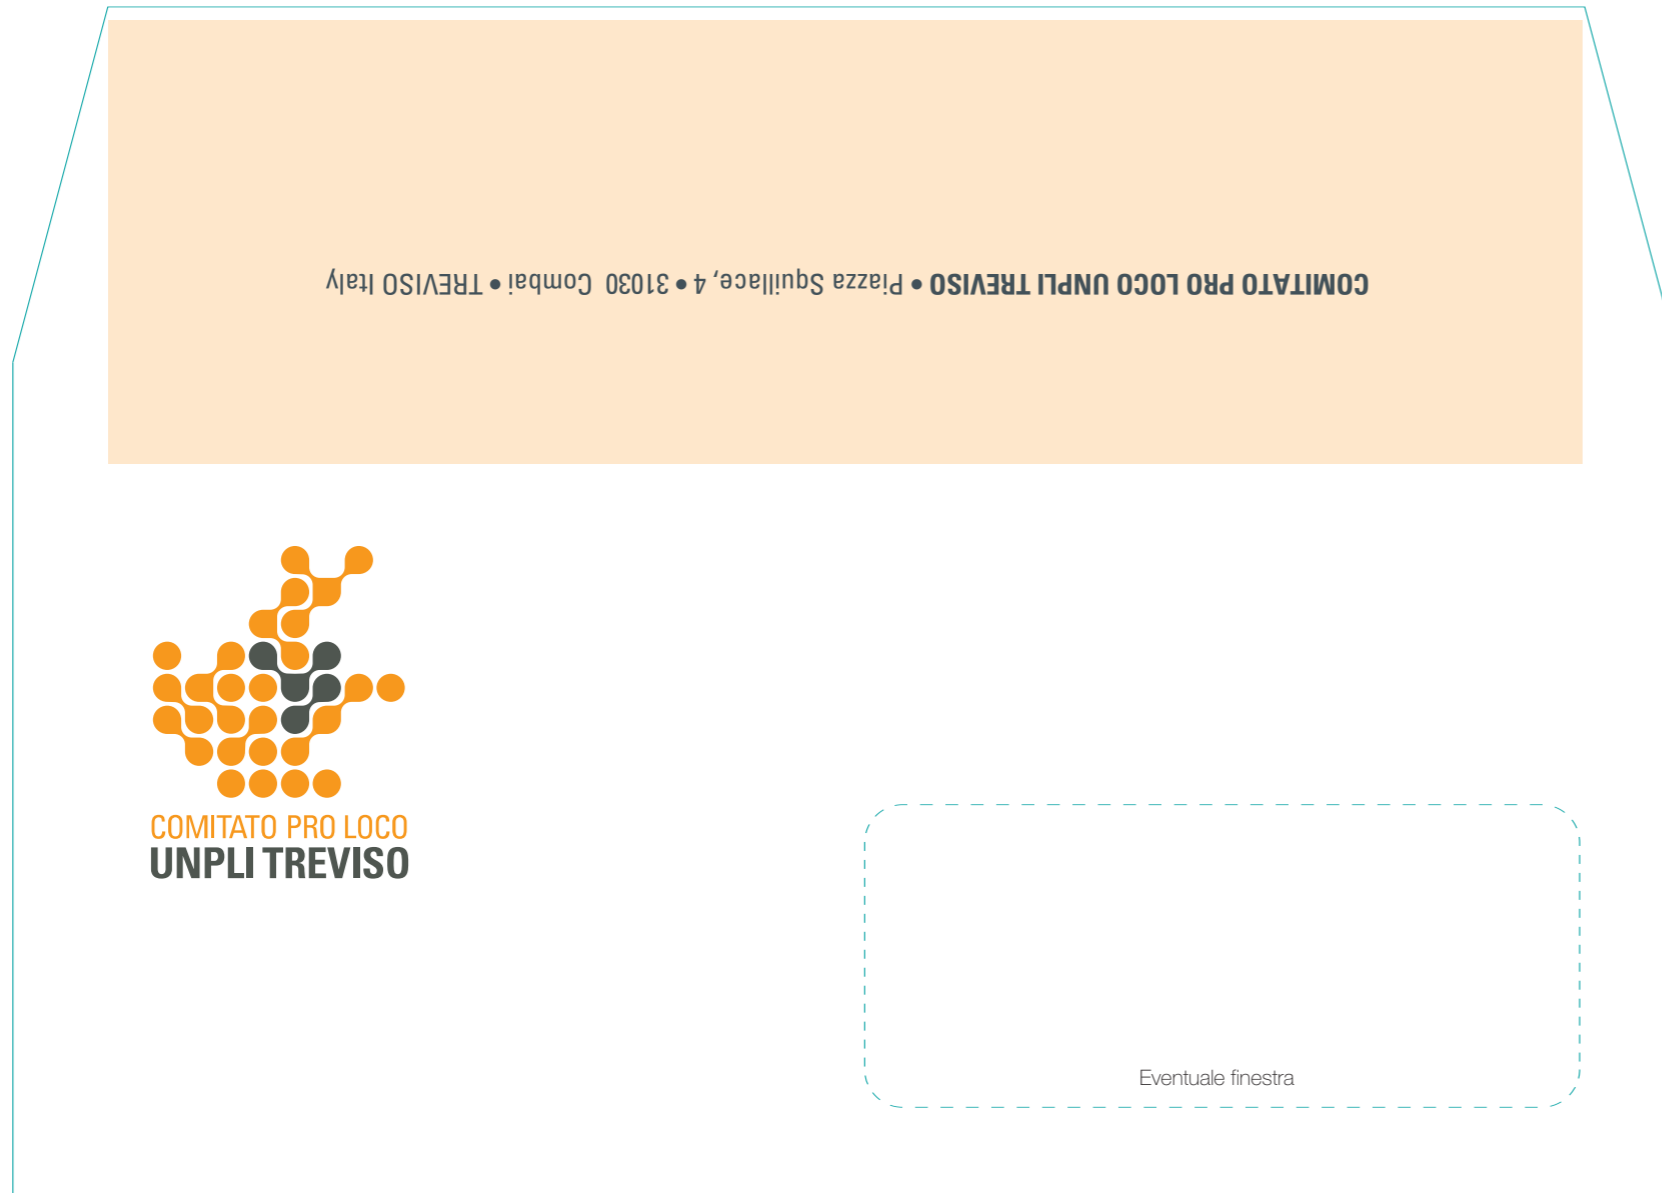 COMITATO PRO LOCO UNPLI TREVISO • Piazza Squillace, 4 • 31030 Combai • TREVISO Italy
COMITATO PRO LOCO
UNPLI TREVISO
Eventuale finestra